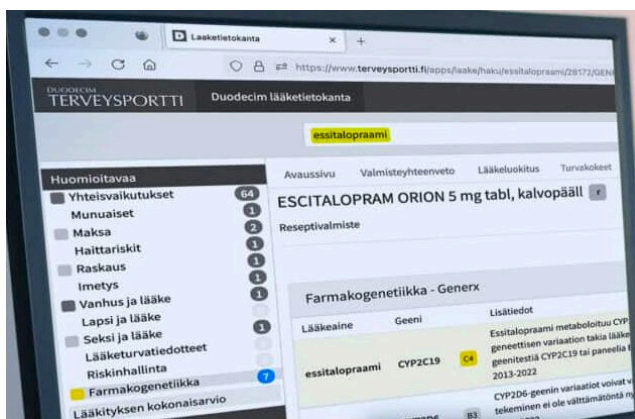 Laaketietokanta
https://www.terveysportti.fi/apps/laake/haku/essitalopraami/28172/GEN
DUODECIM
TERVEYSPORTTI
Duodecim lääketietokanta
essitalopraami
Huomioitavaa
Yhteisvaikutukset 64
Munuaiset 1
Maksa 2
Haittariskit 1
Raskaus 1
Imetys 1
Vanhus ja lääke 1
Lapsi ja lääke
Seksi ja lääke 1
Lääketurvatiedotteet
Riskinhallinta
Farmakogenetiikka 7
Lääkityksen kokonaisarvio
Avaussivu Valmisteyhteenveto Lääkeluokitus Turvakokeet
ESCITALOPRAM ORION 5 mg tabl, kalvopääll r
Reseptivalmiste
Farmakogenetiikka - Generx
Lääkeaine Geeni Lisätiedot
essitalopraami CYP2C19 C4
Essitalopraami metaboloituu CYP
geneettisen variaation takia lääke
geenitestiä CYP2C19 tai paneelia
2013-2022
B3
CYP2D6-geenin variaatiot voivat v
tekeminen ei ole välttämätöntä